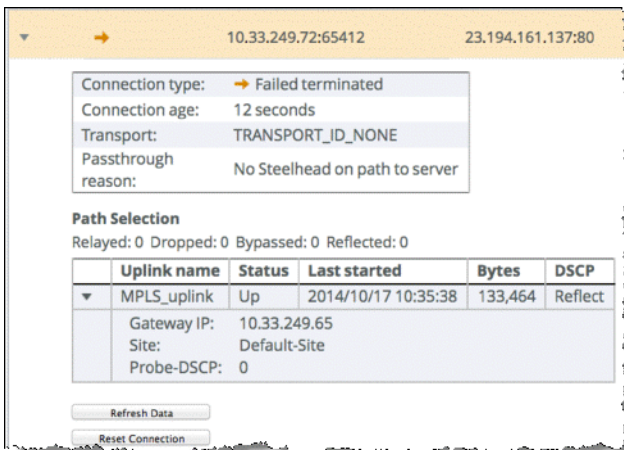 10.33.249.72:65412 23.194.161.137:80
Connection type: Failed terminated
Connection age: 12 seconds
Transport: TRANSPORT_ID_NONE
Passthrough reason: No Steelhead on path to server
Path Selection
Relayed: 0 Dropped: 0 Bypassed: 0 Reflected: 0
Uplink name Status Last started Bytes DSCP
MPLS_uplink Up 2014/10/17 10:35:38 133,464 Reflect
Gateway IP: 10.33.249.65
Site: Default-Site
Probe-DSCP: 0
Refresh Data
Reset Connection